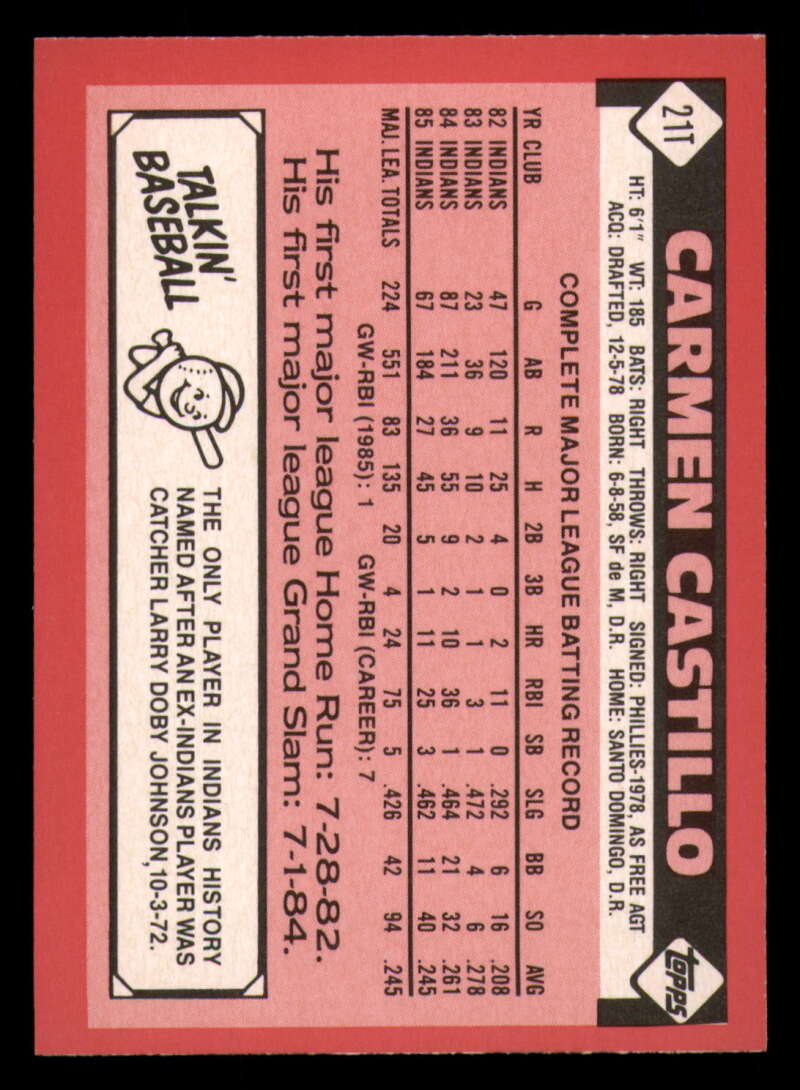 21T CARMEN CASTILLO topps
HT: 6'1" WT: 185 BATS: RIGHT THROWS: RIGHT SIGNED: PHILLIES-1978, AS FREE AGT
ACQ: DRAFTED, 12-5-78 BORN: 6-8-58, SF de M, D.R. HOME: SANTO DOMINGO, D.R.
COMPLETE MAJOR LEAGUE BATTING RECORD
YR CLUB G AB R H 2B 3B HR RBI SB SLG BB SO AVG
82 INDIANS 47 120 11 25 4 0 2 11 0 .292 6 16 .208
83 INDIANS 23 36 9 10 2 1 1 3 1 .472 4 6 .278
84 INDIANS 87 211 36 55 9 2 10 36 1 .464 21 32 .261
85 INDIANS 67 184 27 45 5 1 11 25 3 .462 11 40 .245
MAJ. LEA. TOTALS 224 551 83 135 20 4 24 75 5 .426 42 94 .245
GW-RBI (1985): 1 GW-RBI (CAREER): 7
His first major league Home Run: 7-28-82.
His first major league Grand Slam: 7-1-84.
TALKIN'
BASEBALL
THE ONLY PLAYER IN INDIANS HISTORY
NAMED AFTER AN EX-INDIANS PLAYER WAS
CATCHER LARRY DOBY JOHNSON, 10-3-72.